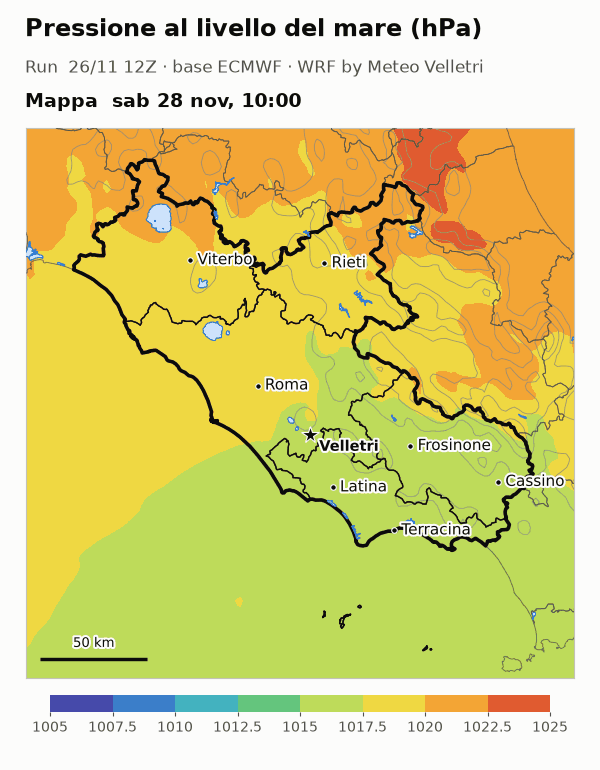 Pressione al livello del mare (hPa)
Run  26/11 12Z · base ECMWF · WRF by Meteo Velletri
Mappa  sab 28 nov, 10:00
Viterbo
Rieti
Roma
Velletri
Frosinone
Latina
Cassino
Terracina
50 km
1005 1007.5 1010 1012.5 1015 1017.5 1020 1022.5 1025